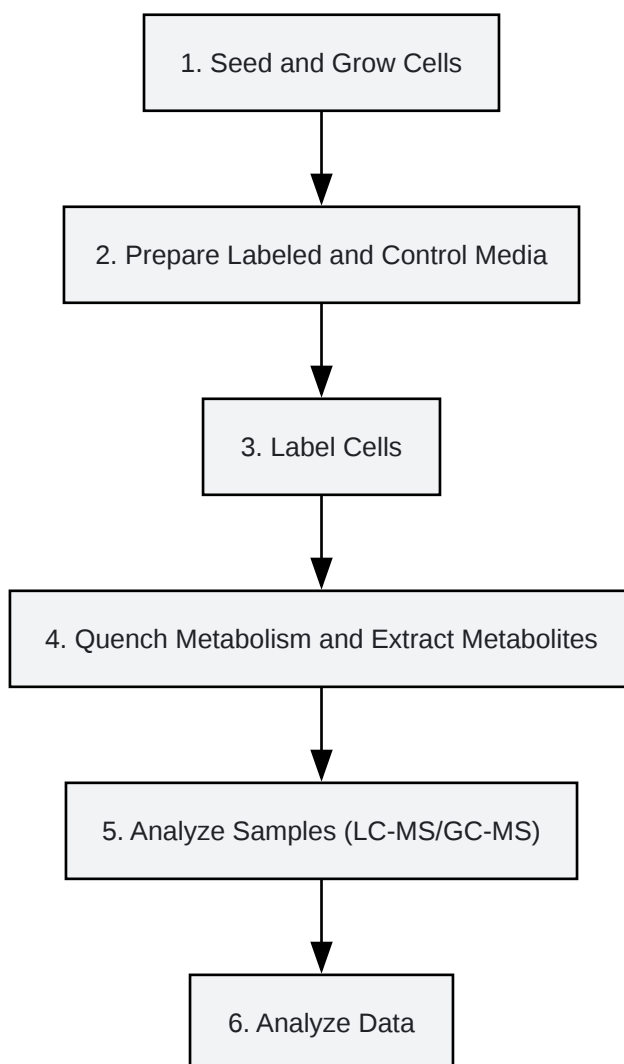 1. Seed and Grow Cells
2. Prepare Labeled and Control Media
3. Label Cells
4. Quench Metabolism and Extract Metabolites
5. Analyze Samples (LC-MS/GC-MS)
6. Analyze Data